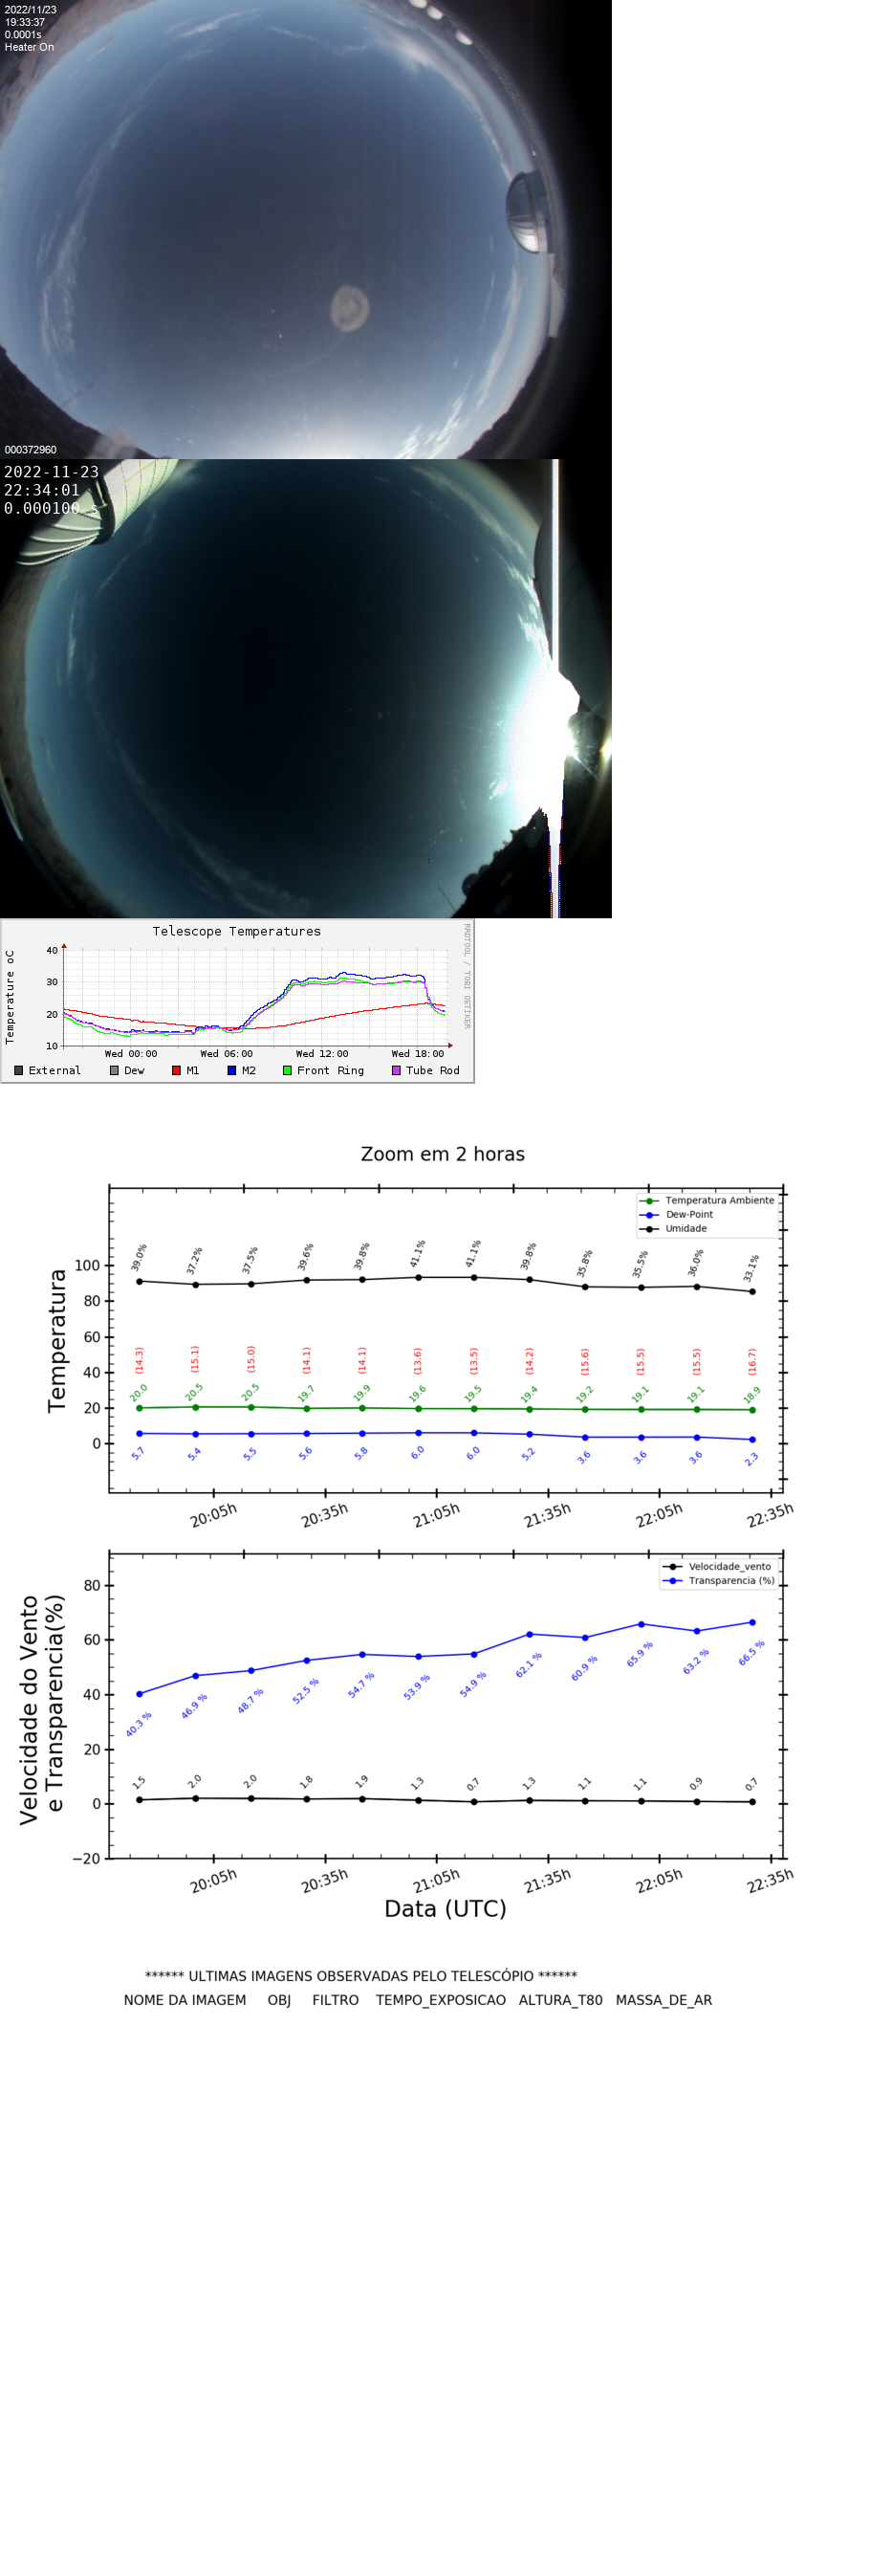 2022/11/23
19:33:37
0.0001s
Heater On
000372960
2022-11-23
22:34:01
0.000100 s
Telescope Temperatures
RRDTOOL / TOBI OETIKER
Temperature oC
40
30
20
10
Wed 00:00 Wed 06:00 Wed 12:00 Wed 18:00
External Dew M1 M2 Front Ring Tube Rod
Zoom em 2 horas
Temperatura Ambiente
Dew-Point
Umidade
Temperatura
100
80
60
40
20
0
39.0% 37.2% 37.5% 39.6% 39.8% 41.1% 41.1% 39.8% 35.8% 35.5% 36.0% 33.1%
(14.3) (15.1) (15.0) (14.1) (14.1) (13.6) (13.5) (14.2) (15.6) (15.5) (15.5) (16.7)
20.0 20.5 20.5 19.7 19.9 19.6 19.5 19.4 19.2 19.1 19.1 18.9
5.7 5.4 5.5 5.6 5.8 6.0 6.0 5.2 3.6 3.6 3.6 2.3
20:05h 20:35h 21:05h 21:35h 22:05h 22:35h
Velocidade_vento
Transparencia (%)
Velocidade do Vento
e Transparencia(%)
80
60
40
20
0
−20
40.3 % 46.9 % 48.7 % 52.5 % 54.7 % 53.9 % 54.9 % 62.1 % 60.9 % 65.9 % 63.2 % 66.5 %
1.5 2.0 2.0 1.8 1.9 1.3 0.7 1.3 1.1 1.1 0.9 0.7
20:05h 20:35h 21:05h 21:35h 22:05h 22:35h
Data (UTC)
****** ULTIMAS IMAGENS OBSERVADAS PELO TELESCÓPIO ******
NOME DA IMAGEM OBJ FILTRO TEMPO_EXPOSICAO ALTURA_T80 MASSA_DE_AR